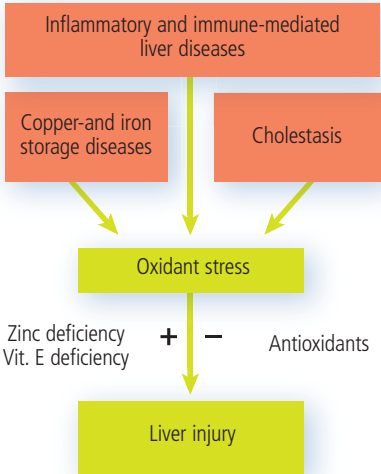 Inflammatory and immune-mediated
liver diseases
Copper-and iron
storage diseases
Cholestasis
Oxidant stress
Zinc deficiency
Vit. E deficiency
+ −
Antioxidants
Liver injury